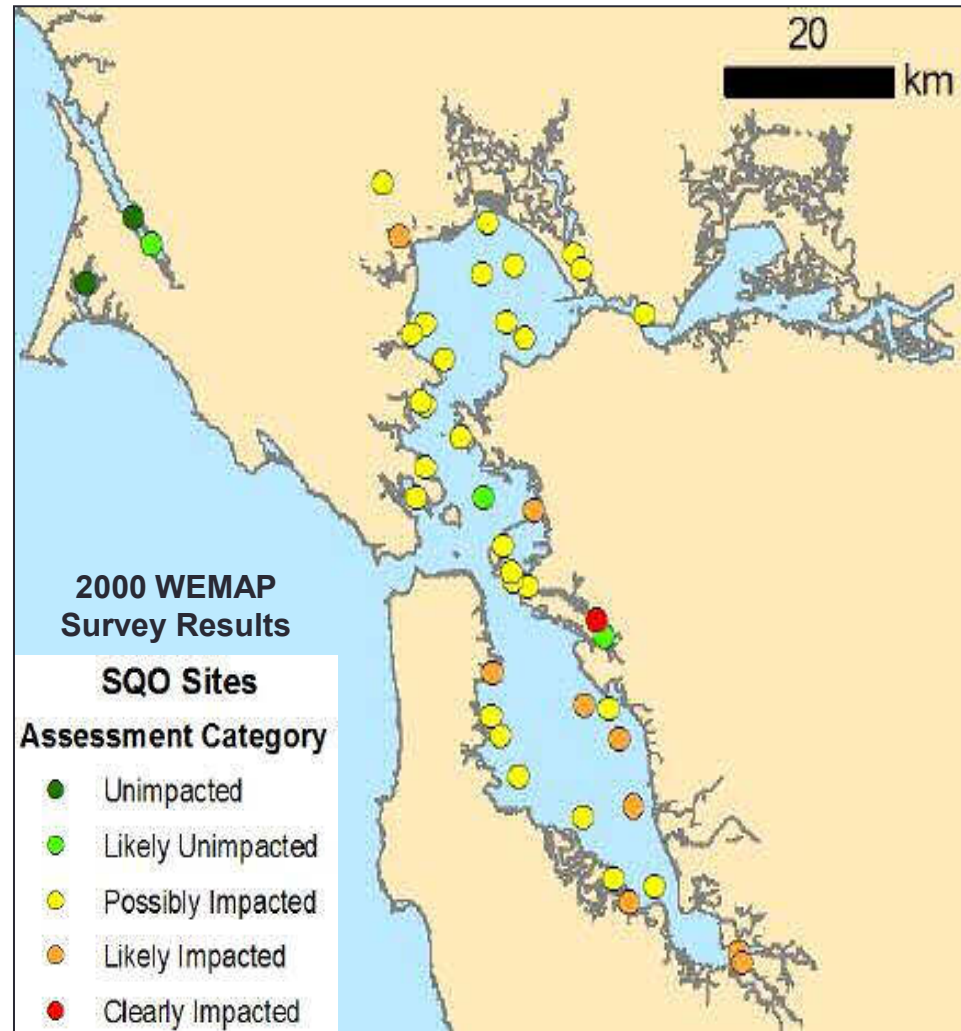 20
km
2000 WEMAP
Survey Results
SQO Sites
Assessment Category
Unimpacted
Likely Unimpacted
Possibly Impacted
Likely Impacted
Clearly Impacted